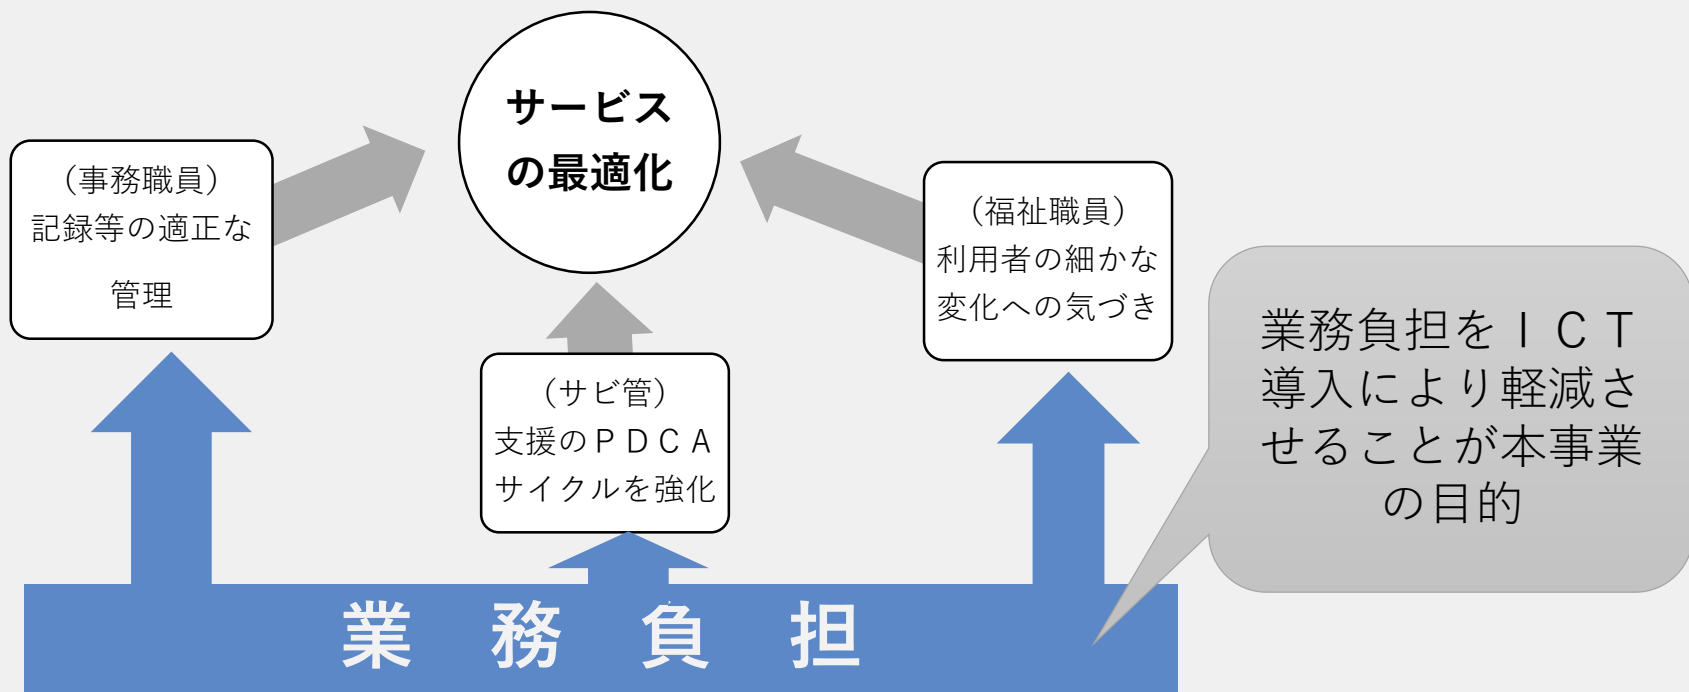 サービス
の最適化
（事務職員）
記録等の適正な
管理
（サビ管）
支援のＰＤＣＡ
サイクルを強化
（福祉職員）
利用者の細かな
変化への気づき
業務負担をＩＣＴ
導入により軽減さ
せることが本事業
の目的
業務負担